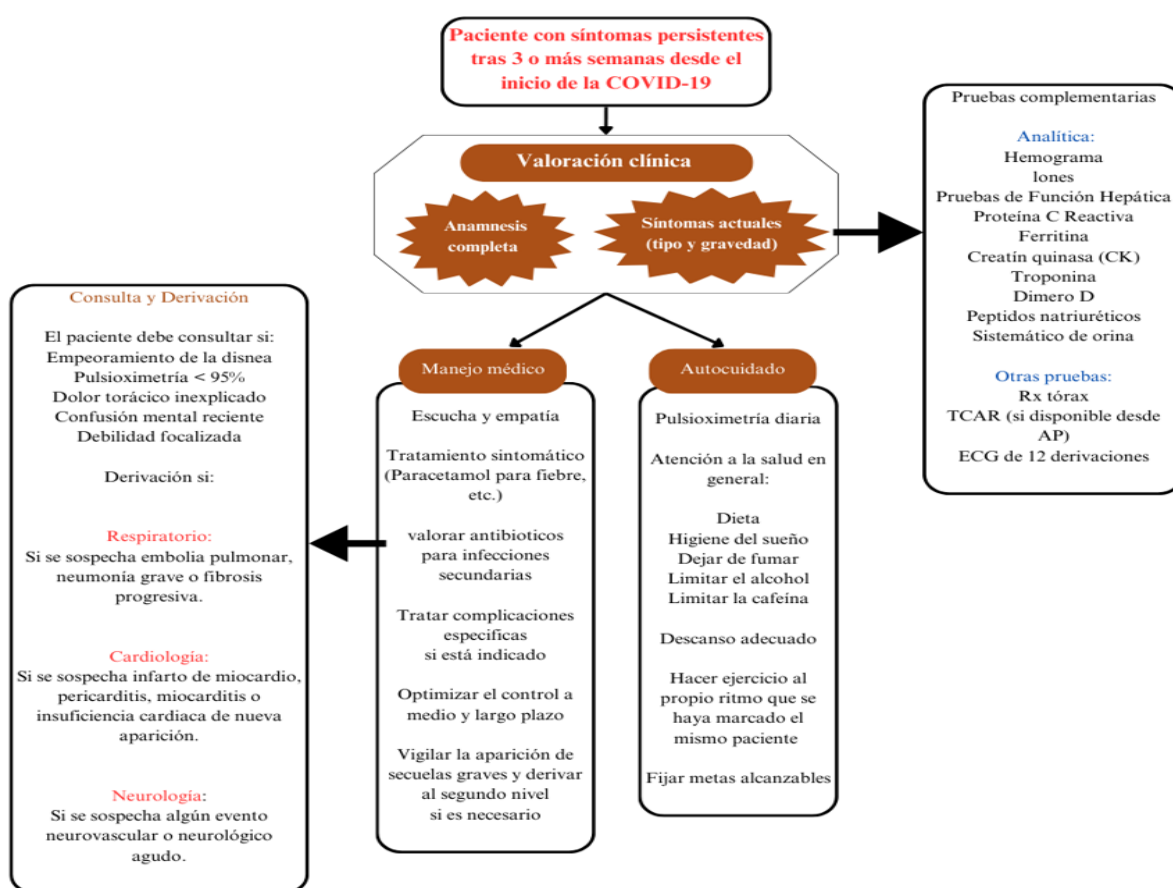 Paciente con síntomas persistentes
tras 3 o más semanas desde el
inicio de la COVID-19
Valoración clínica
Anamnesis
completa
Síntomas actuales
(tipo y gravedad)
Pruebas complementarias
Analítica:
Hemograma
lones
Pruebas de Función Hepática
Proteína C Reactiva
Ferritina
Creatín quinasa (CK)
Troponina
Dimero D
Peptidos natriuréticos
Sistemático de orina
Otras pruebas:
Rx tórax
TCAR (si disponible desde
AP)
ECG de 12 derivaciones
Consulta y Derivación
El paciente debe consultar si:
Empeoramiento de la disnea
Pulsioximetría < 95%
Dolor torácico inexplicado
Confusión mental reciente
Debilidad focalizada
Derivación si:
Respiratorio:
Si se sospecha embolia pulmonar,
neumonía grave o fibrosis
progresiva.
Cardiología:
Si se sospecha infarto de miocardio,
pericarditis, miocarditis o
insuficiencia cardiaca de nueva
aparición.
Neurología:
Si se sospecha algún evento
neurovascular o neurológico
agudo.
Manejo médico
Escucha y empatía
Tratamiento sintomático
(Paracetamol para fiebre,
etc.)
valorar antibioticos
para infecciones
secundarias
Tratar complicaciones
especificas
si está indicado
Optimizar el control a
medio y largo plazo
Vigilar la aparición de
secuelas graves y derivar
al segundo nivel
si es necesario
Autocuidado
Pulsioximetría diaria
Atención a la salud en
general:
Dieta
Higiene del sueño
Dejar de fumar
Limitar el alcohol
Limitar la cafeína
Descanso adecuado
Hacer ejercicio al
propio ritmo que se
haya marcado el
mismo paciente
Fijar metas alcanzables